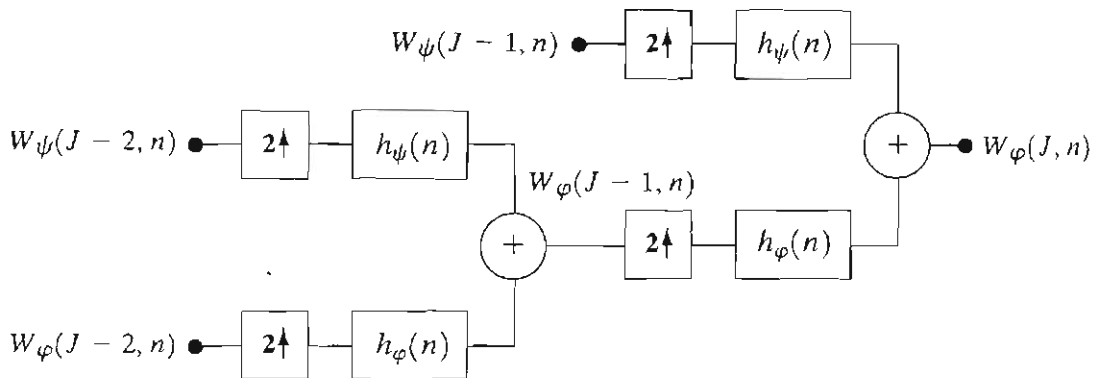 W_ψ(J − 1, n) 2↑ h_ψ(n)
W_ψ(J − 2, n) 2↑ h_ψ(n) + W_φ(J, n)
W_φ(J − 1, n)
+ 2↑ h_φ(n)
W_φ(J − 2, n) 2↑ h_φ(n)